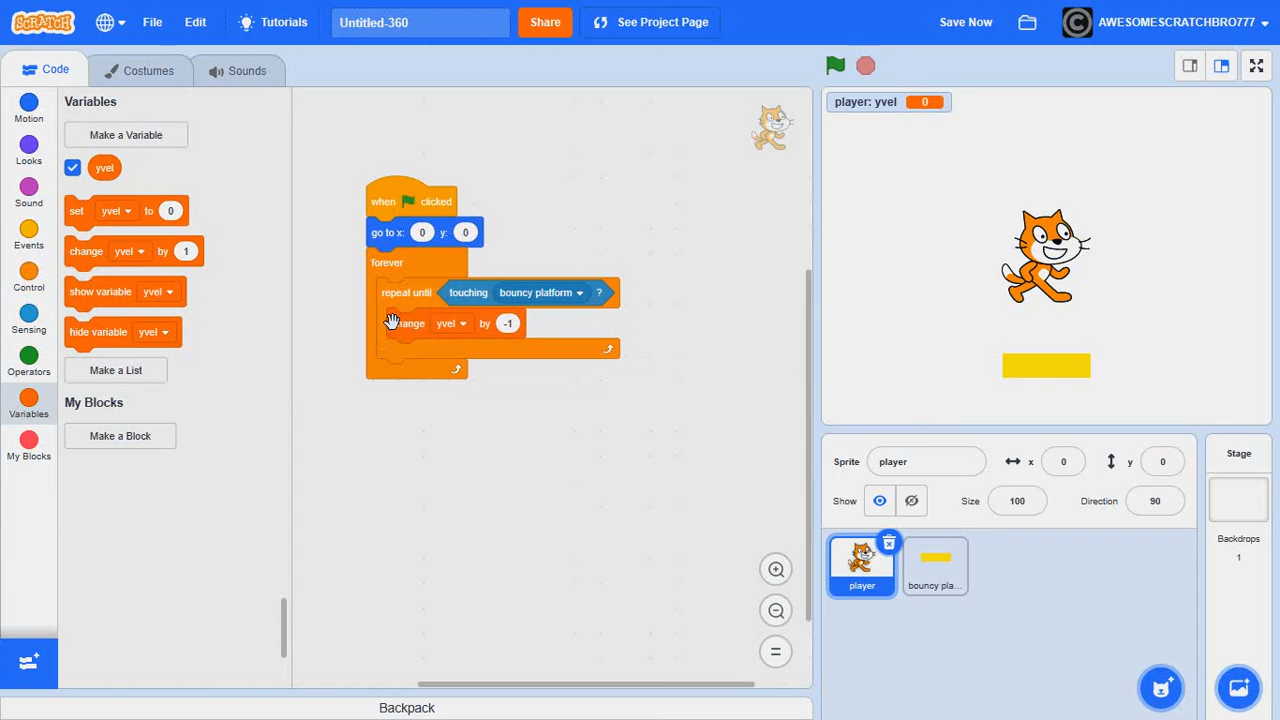 SCRATCH
File
Edit
Tutorials
Untitled-360
Share
See Project Page
Save Now
AWESOMESCRATCHBRO777
Code
Costumes
Sounds
Motion
Looks
Sound
Events
Control
Sensing
Operators
Variables
My Blocks
Variables
Make a Variable
yvel
set yvel to 0
change yvel by 1
show variable yvel
hide variable yvel
Make a List
My Blocks
Make a Block
when clicked
go to x: 0 y: 0
forever
repeat until touching bouncy platform ?
change yvel by -1
player: yvel 0
Sprite player x 0 y 0
Show Size 100 Direction 90
player
bouncy pla...
Stage
Backdrops
1
Backpack